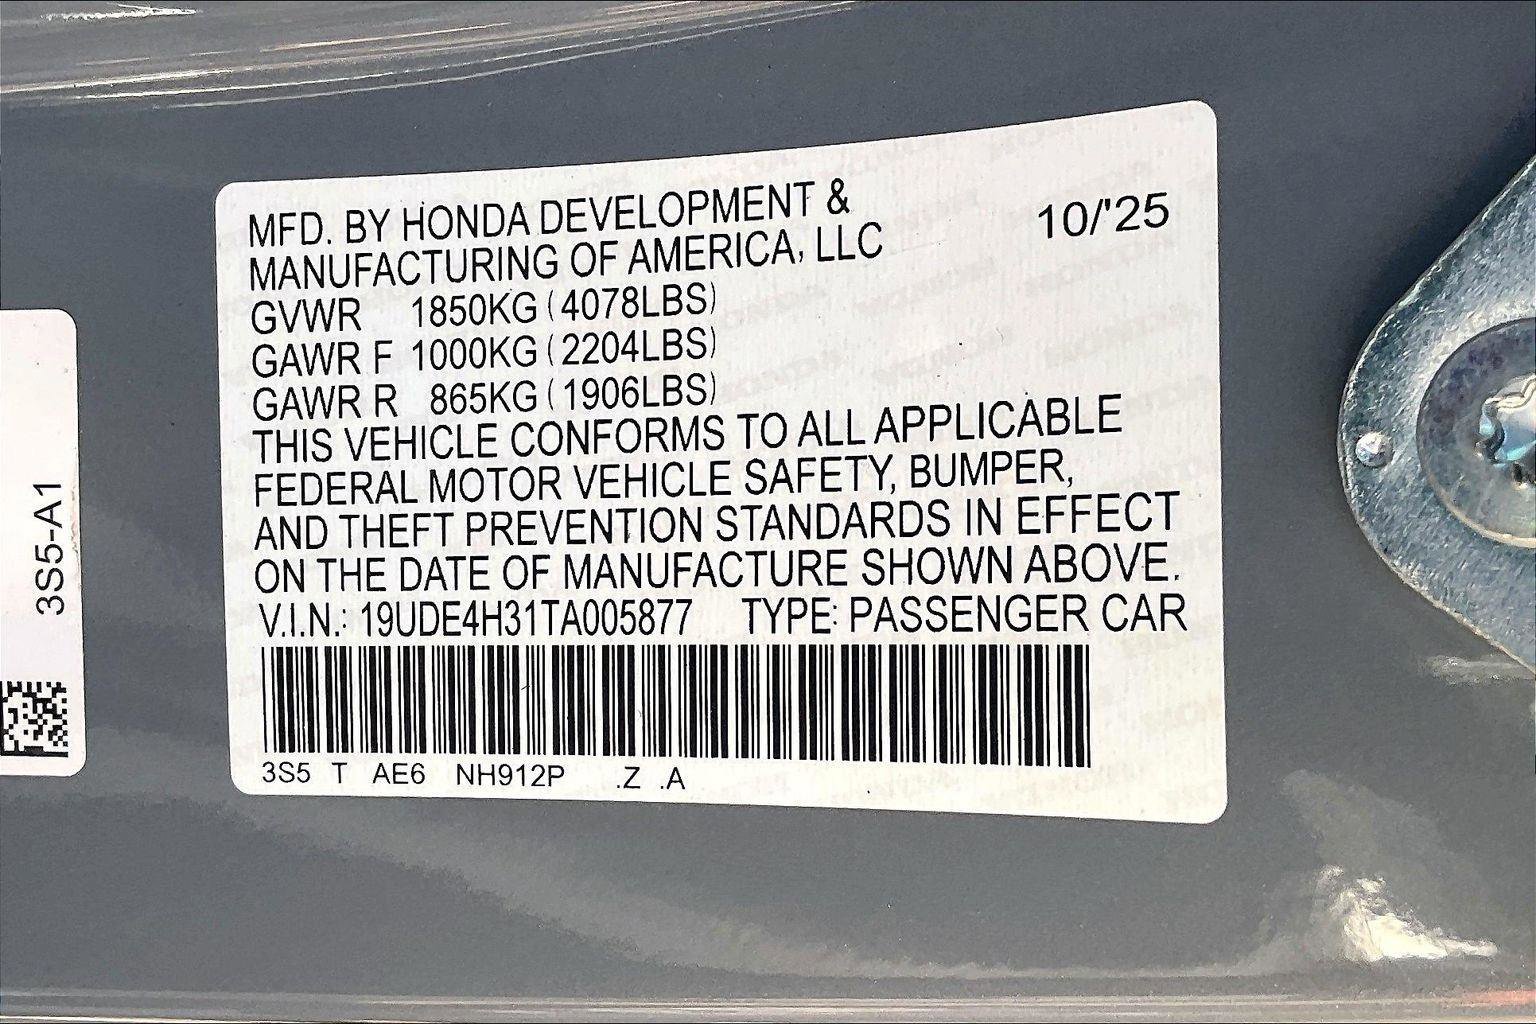 MFD. BY HONDA DEVELOPMENT &
MANUFACTURING OF AMERICA, LLC
10/'25
GVWR 1850KG (4078LBS)
GAWR F 1000KG (2204LBS)
GAWR R 865KG (1906LBS)
THIS VEHICLE CONFORMS TO ALL APPLICABLE
FEDERAL MOTOR VEHICLE SAFETY, BUMPER,
AND THEFT PREVENTION STANDARDS IN EFFECT
ON THE DATE OF MANUFACTURE SHOWN ABOVE.
V.I.N.: 19UDE4H31TA005877 TYPE: PASSENGER CAR
3S5 T AE6 NH912P .Z .A
3S5-A1